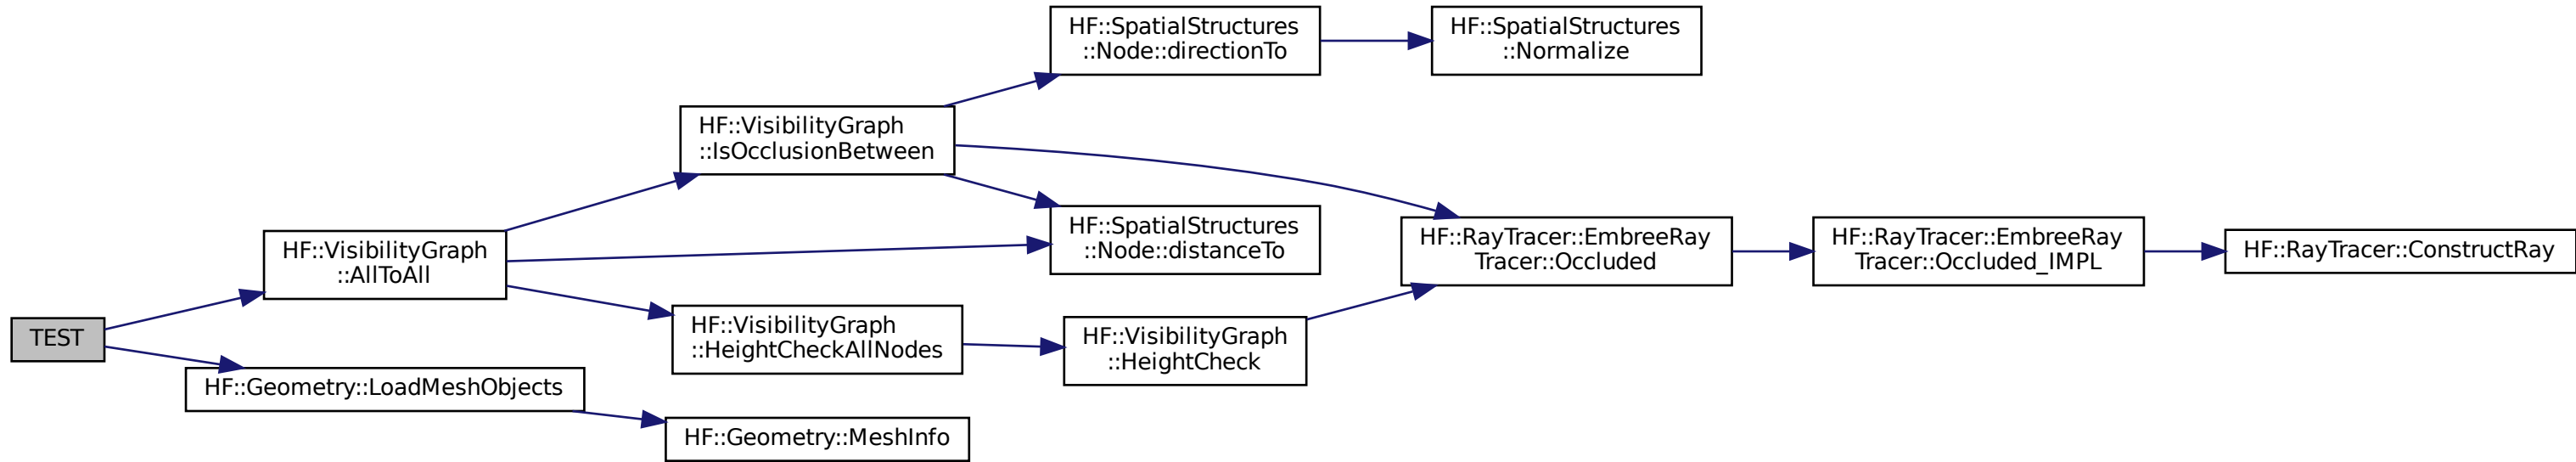 TEST
HF::VisibilityGraph
::AllToAll
HF::VisibilityGraph
::IsOcclusionBetween
HF::SpatialStructures
::Node::directionTo
HF::SpatialStructures
::Normalize
HF::SpatialStructures
::Node::distanceTo
HF::RayTracer::EmbreeRay
Tracer::Occluded
HF::RayTracer::EmbreeRay
Tracer::Occluded_IMPL
HF::RayTracer::ConstructRay
HF::VisibilityGraph
::HeightCheckAllNodes
HF::VisibilityGraph
::HeightCheck
HF::Geometry::LoadMeshObjects
HF::Geometry::MeshInfo